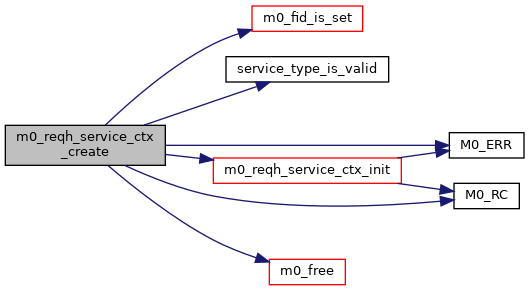 m0_fid_is_set
service_type_is_valid
m0_reqh_service_ctx
_create
M0_ERR
m0_reqh_service_ctx_init
M0_RC
m0_free